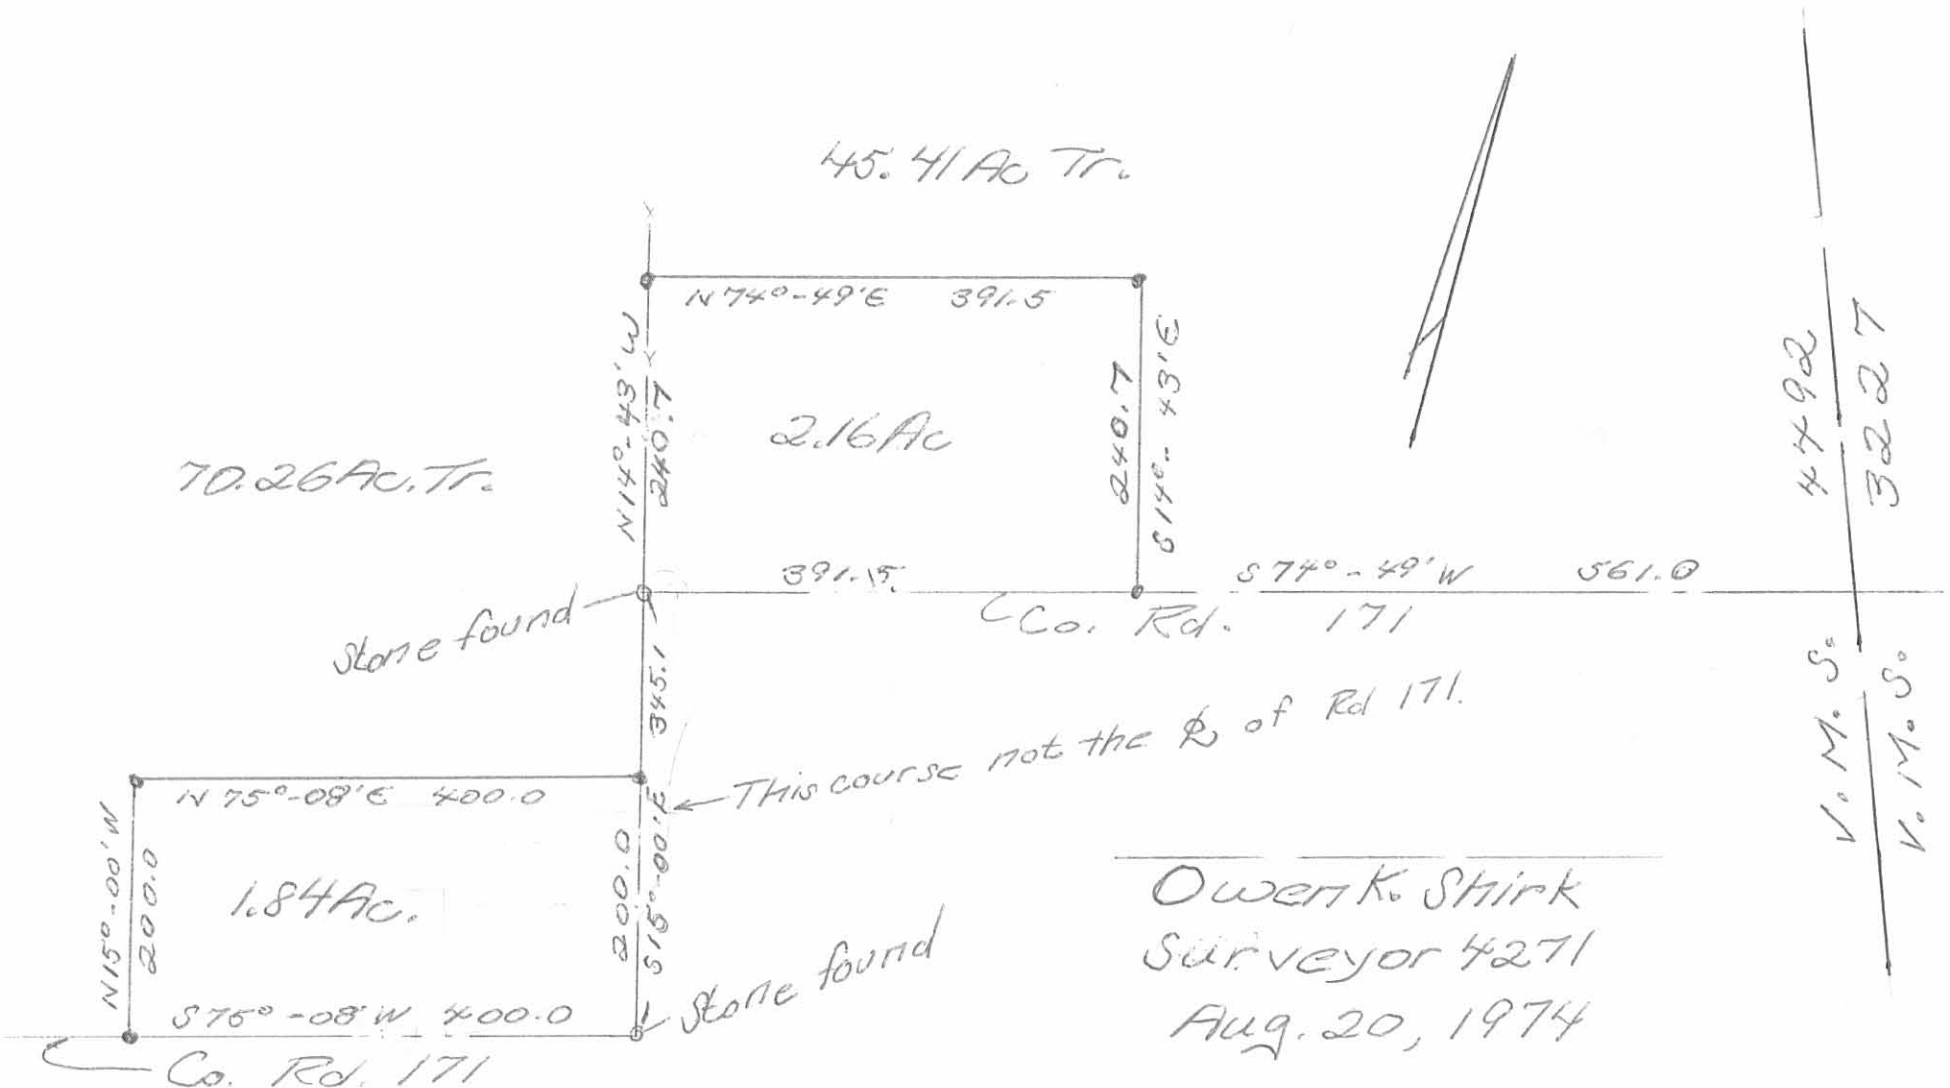 45.41 Ac Tr.
N 74°-49' E 391.5
N 14°-43' W
240.7
2.16 Ac
240.7
S 14°-43' E
4492
3227
70.26 Ac. Tr.
391.5
S 74°-49' W 561.0
Co. Rd. 171
Stone found
345.1
This course not the ℄ of Rd 171.
V. M. S.
V. M. S.
N 75°-08' E 400.0
N 15°-00' W
200.0
1.84 Ac.
200.0
S 15°-00' E
Stone found
S 75°-08' W 400.0
Co. Rd. 171
Owen K. Shirk
Surveyor 4271
Aug. 20, 1974